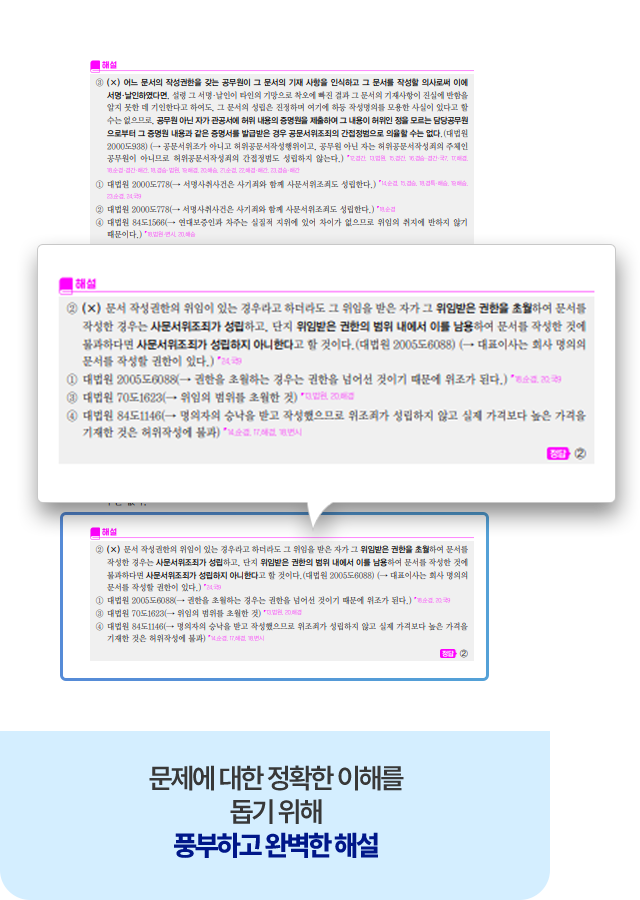 해설
③ (×) 어느 문서의 작성권한을 갖는 공무원이 그 문서의 기재 사항을 인식하고 그 문서를 작성할 의사로써 이에
서명·날인하였다면, 설령 그 서명·날인이 타인의 기망으로 착오에 빠진 결과 그 문서의 기재사항이 진실에 반함을
알지 못한 데 기인한다고 하여도, 그 문서의 성립은 진정하며 여기에 하등 작성명의를 모용한 사실이 있다고 할
수는 없으므로, 공무원 아닌 자가 관공서에 허위 내용의 증명원을 제출하여 그 내용이 허위인 정을 모르는 담당공무원
으로부터 그 증명원 내용과 같은 증명서를 발급받은 경우 공문서위조죄의 간접정범으로 의율할 수는 없다.(대법원
2000도938) (→ 공문서위조가 아니고 허위공문서작성행위이고, 공무원 아닌 자는 허위공문서작성죄의 주체인
공무원이 아니므로 허위공문서작성죄의 간접정범도 성립하지 않는다.)
① 대법원 2000도778(→ 서명사취사건은 사기죄와 함께 사문서위조죄도 성립한다.)
② 대법원 2000도778(→ 서명사취사건은 사기죄와 함께 사문서위조죄도 성립한다.) *18.순경
④ 대법원 84도1566(→ 연대보증인과 차주는 실질적 지위에 있어 차이가 없으므로 위임의 취지에 반하지 않기
때문이다.)
해설
② (×) 문서 작성권한의 위임이 있는 경우라고 하더라도 그 위임을 받은 자가 그 위임받은 권한을 초월하여 문서를
작성한 경우는 사문서위조죄가 성립하고, 단지 위임받은 권한의 범위 내에서 이를 남용하여 문서를 작성한 것에
불과하다면 사문서위조죄가 성립하지 아니한다고 할 것이다.(대법원 2005도6088) (→ 대표이사는 회사 명의의
문서를 작성할 권한이 있다.) *24.국9
① 대법원 2005도6088(→ 권한을 초월하는 경우는 권한을 넘어선 것이기 때문에 위조가 된다.) *16.순경, 20.국9
③ 대법원 70도1623(→ 위임의 범위를 초월한 것) *13.법원, 20.해경
④ 대법원 84도1146(→ 명의자의 승낙을 받고 작성했으므로 위조죄가 성립하지 않고 실제 가격보다 높은 가격을
기재한 것은 허위작성에 불과) *14.순경, 17.해경, 18.변시
정답 ②
해설
② (×) 문서 작성권한의 위임이 있는 경우라고 하더라도 그 위임을 받은 자가 그 위임받은 권한을 초월하여 문서를
작성한 경우는 사문서위조죄가 성립하고, 단지 위임받은 권한의 범위 내에서 이를 남용하여 문서를 작성한 것에
불과하다면 사문서위조죄가 성립하지 아니한다고 할 것이다.(대법원 2005도6088) (→ 대표이사는 회사 명의의
문서를 작성할 권한이 있다.) *24.국9
① 대법원 2005도6088(→ 권한을 초월하는 경우는 권한을 넘어선 것이기 때문에 위조가 된다.) *16.순경, 20.국9
③ 대법원 70도1623(→ 위임의 범위를 초월한 것) *13.법원, 20.해경
④ 대법원 84도1146(→ 명의자의 승낙을 받고 작성했으므로 위조죄가 성립하지 않고 실제 가격보다 높은 가격을
기재한 것은 허위작성에 불과) *14.순경, 17.해경, 18.변시
정답 ②
문제에 대한 정확한 이해를
돕기 위해
풍부하고 완벽한 해설